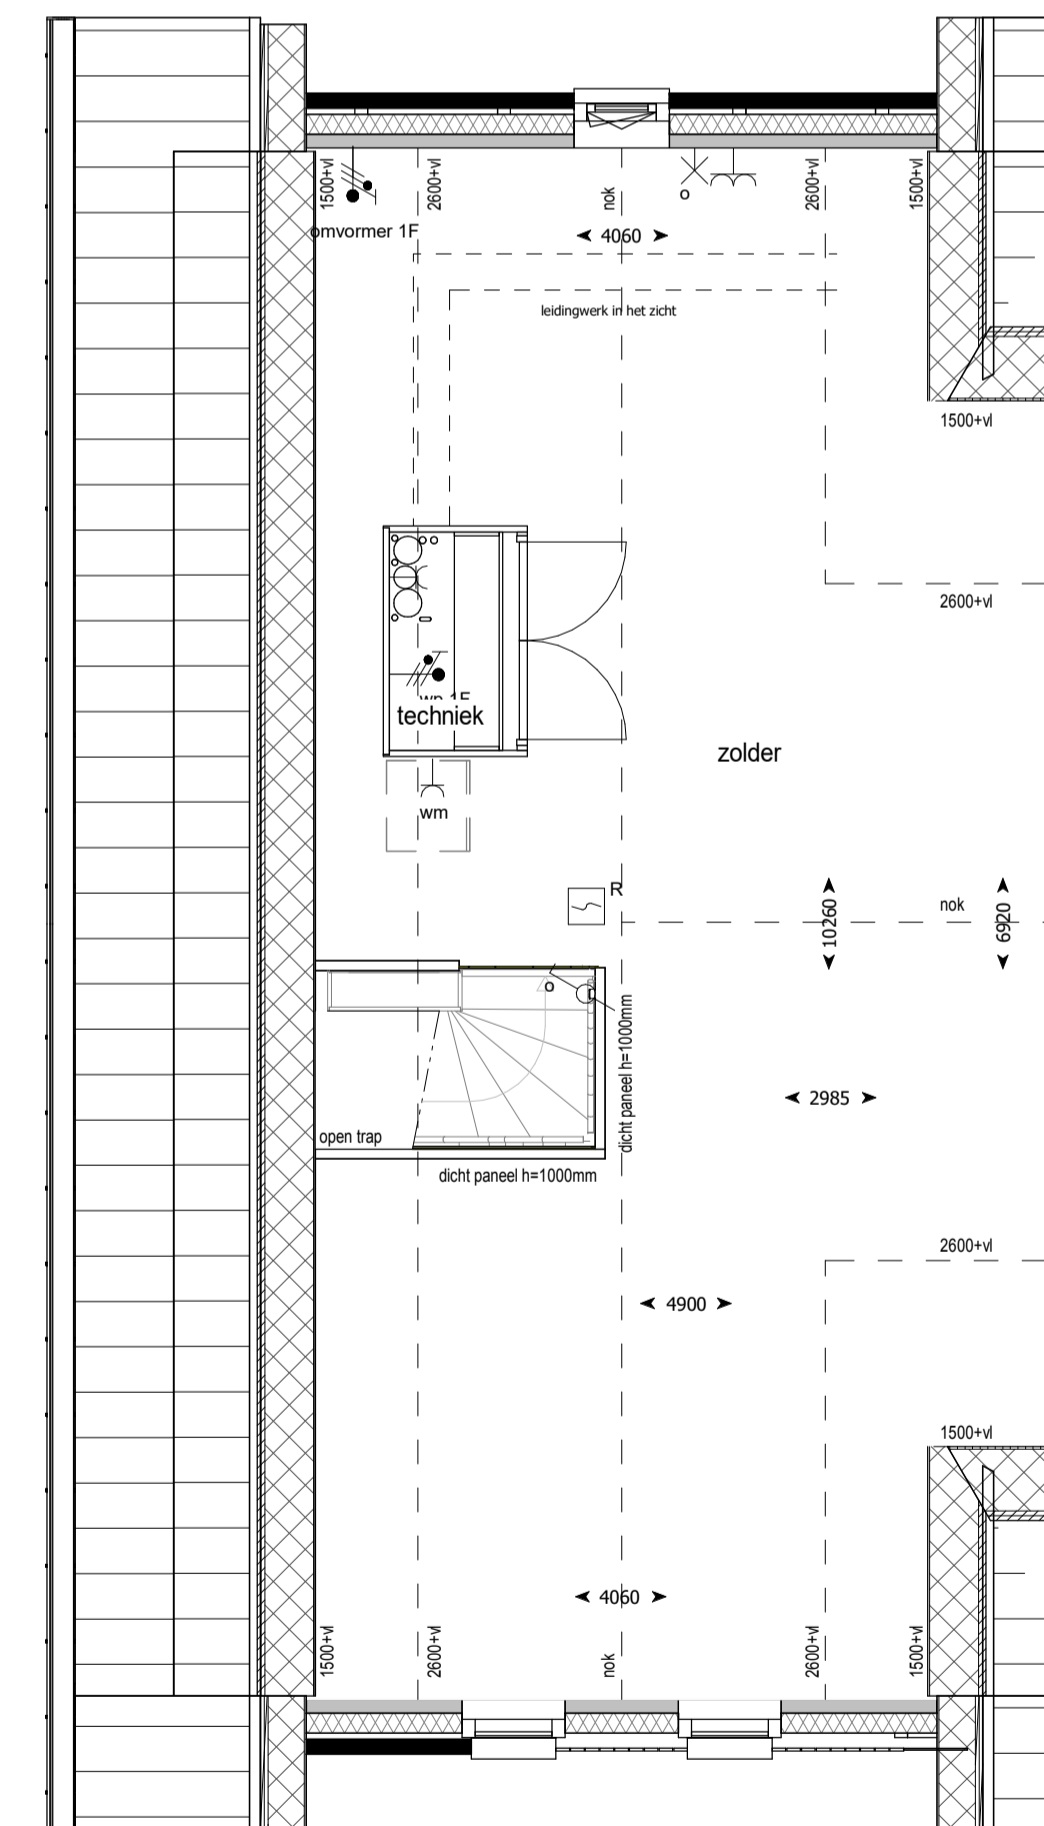 1500+vl
2600+vl
nok
2600+vl
1500+vl
omvormer 1F
4060
leidingwerk in het zicht
1500+vl
2600+vl
techniek
zolder
wm
R
nok
10260
6920
dicht paneel h=1000mm
2985
open trap
dicht paneel h=1000mm
2600+vl
4900
1500+vl
4060
1500+vl
2600+vl
nok
2600+vl
1500+vl